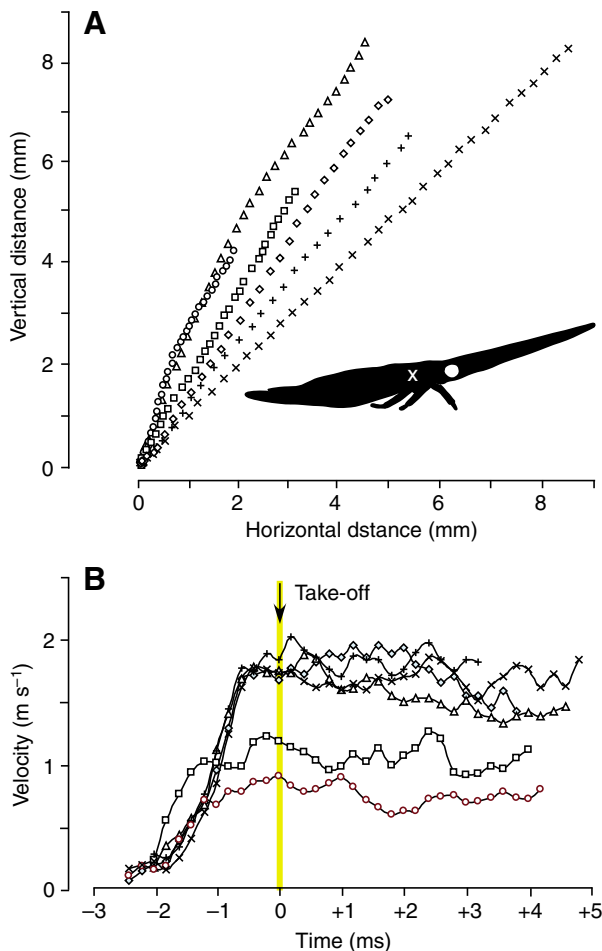 A
8
6
4
2
0
Vertical distance (mm)
x
0 2 4 6 8
Horizontal dstance (mm)
B
Take-off
2
1
0
Velocity (m s–1)
–3 –2 –1 0 +1 +2 +3 +4 +5
Time (ms)